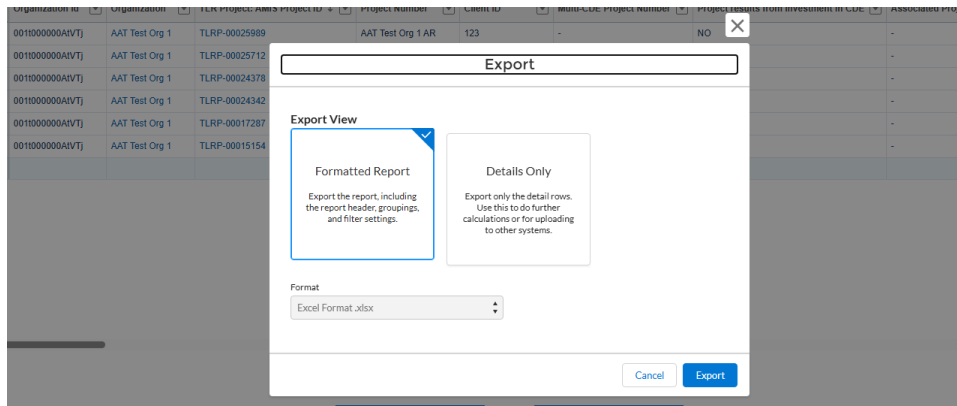 Organization Id Organization TLR Project: AMIS Project ID ↓ Project Number Client ID Multi-CDE Project Number Project results from investment in CDE Associated Pro
001t000000AtVTj AAT Test Org 1 TLRP-00025989 AAT Test Org 1 AR 123 - NO -
001t000000AtVTj AAT Test Org 1 TLRP-00025712 -
001t000000AtVTj AAT Test Org 1 TLRP-00024378 -
001t000000AtVTj AAT Test Org 1 TLRP-00024342 -
001t000000AtVTj AAT Test Org 1 TLRP-00017287 -
001t000000AtVTj AAT Test Org 1 TLRP-00015154 -
Export
Export View
Formatted Report
Export the report, including
the report header, groupings,
and filter settings.
Details Only
Export only the detail rows.
Use this to do further
calculations or for uploading
to other systems.
Format
Excel Format .xlsx
Cancel Export